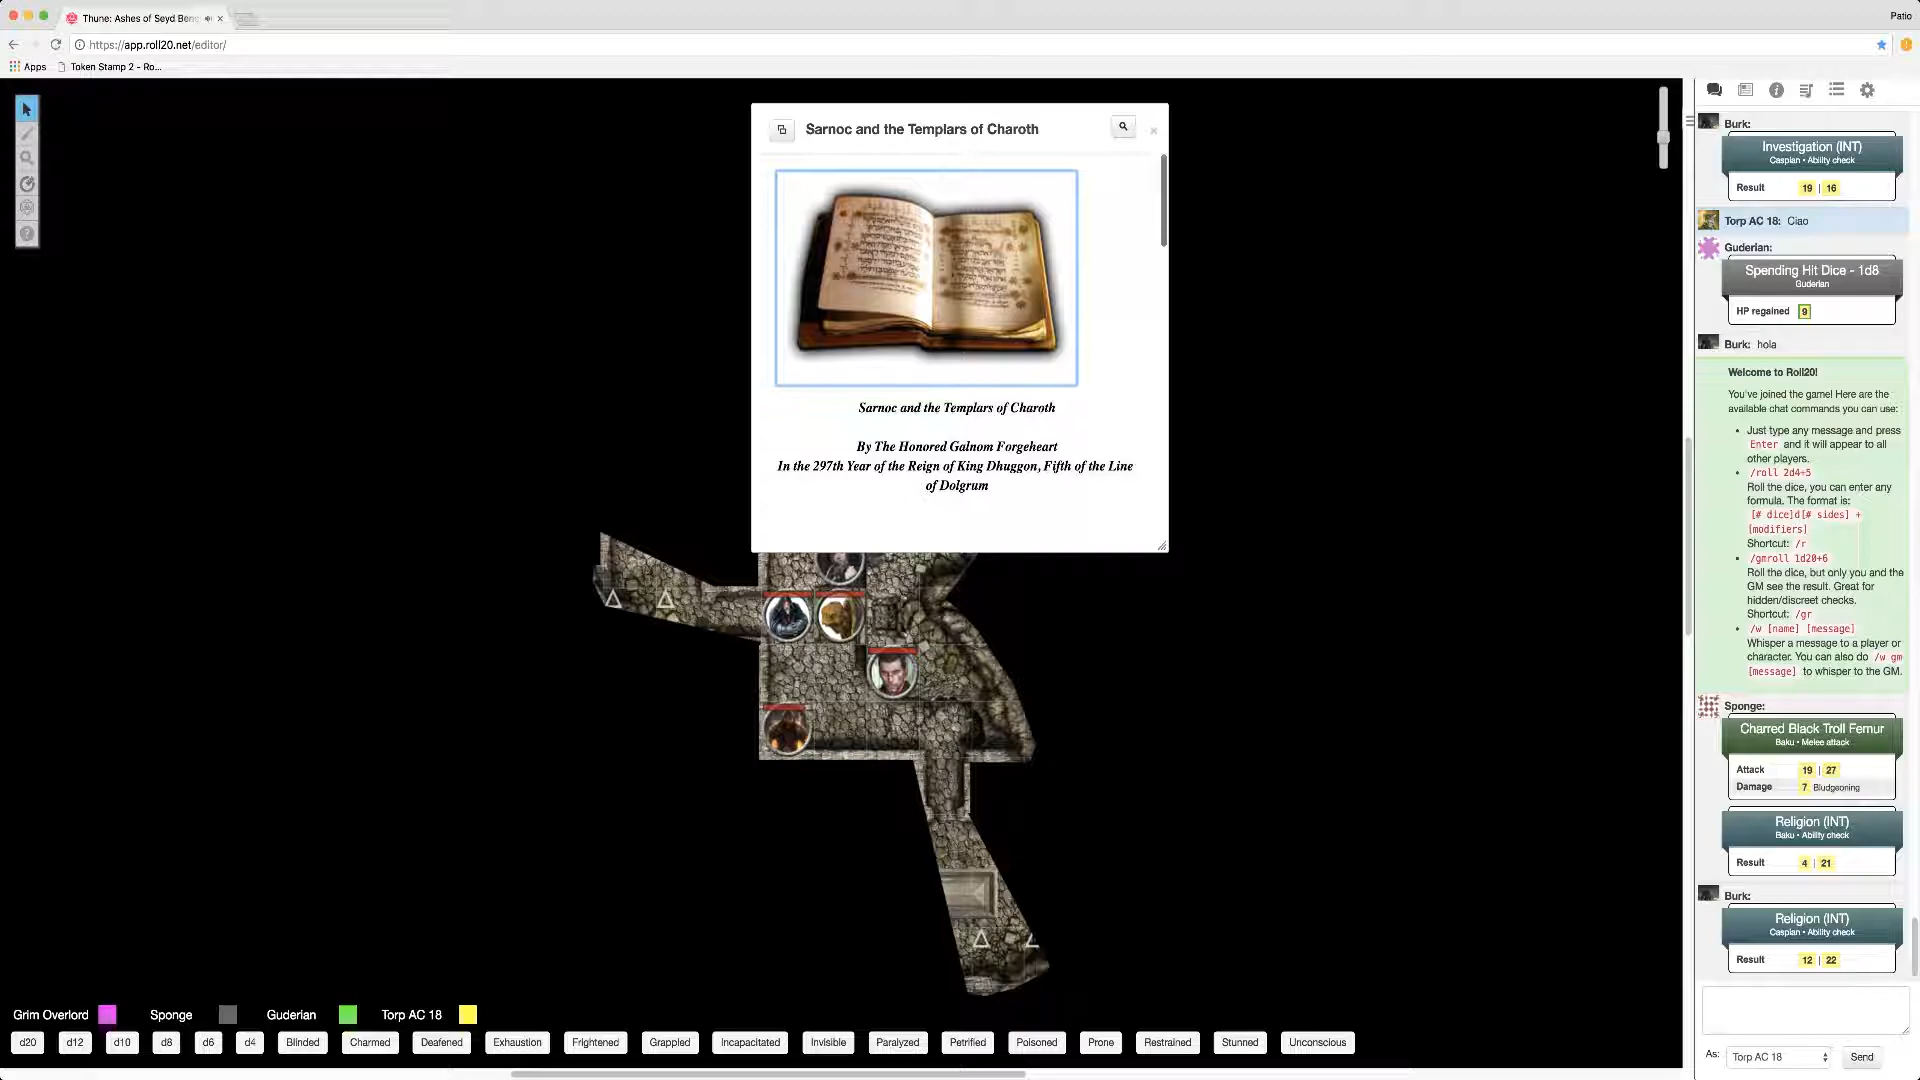 Thune: Ashes of Seyd Ben
Patio
https://app.roll20.net/editor/
Apps
Token Stamp 2 - Ro...
Sarnoc and the Templars of Charoth
Sarnoc and the Templars of Charoth
By The Honored Galnom Forgeheart
In the 297th Year of the Reign of King Dhuggon, Fifth of the Line
of Dolgrum
Burk:
Investigation (INT)
Caspian • Ability check
Result 19 | 16
Torp AC 18: Ciao
Guderian:
Spending Hit Dice - 1d8
Guderian
HP regained 9
Burk: hola
Welcome to Roll20!
You've joined the game! Here are the
available chat commands you can use:
• Just type any message and press
Enter and it will appear to all
other players.
• /roll 2d4+5
Roll the dice, you can enter any
formula. The format is:
[# dice]d[# sides] +
[modifiers]
Shortcut: /r
• /gmroll 1d20+6
Roll the dice, but only you and the
GM see the result. Great for
hidden/discreet checks.
Shortcut: /gr
• /w [name] [message]
Whisper a message to a player or
character. You can also do /w gm
[message] to whisper to the GM.
Sponge:
Charred Black Troll Femur
Baku • Melee attack
Attack 19 | 27
Damage 7 Bludgeoning
Religion (INT)
Baku • Ability check
Result 4 | 21
Burk:
Religion (INT)
Caspian • Ability check
Result 12 | 22
As: Torp AC 18 Send
Grim Overlord Sponge Guderian Torp AC 18
d20 d12 d10 d8 d6 d4 Blinded Charmed Deafened Exhaustion Frightened Grappled Incapacitated Invisible Paralyzed Petrified Poisoned Prone Restrained Stunned Unconscious